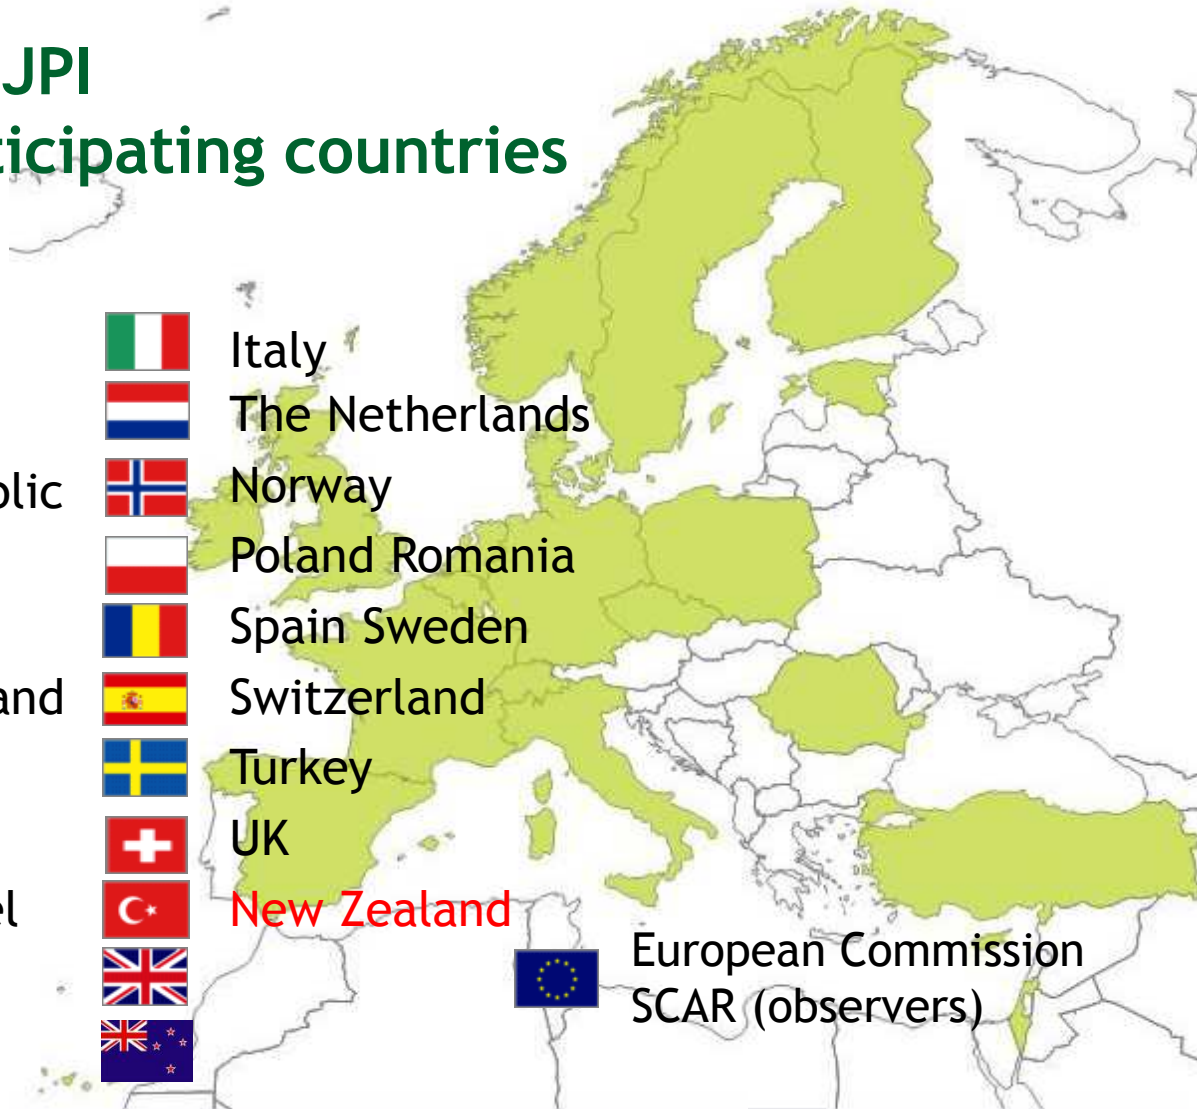 JPI
ticipating countries
Italy
The Netherlands
olic
Norway
Poland Romania
Spain Sweden
and
Switzerland
Turkey
UK
el
New Zealand
European Commission
SCAR (observers)